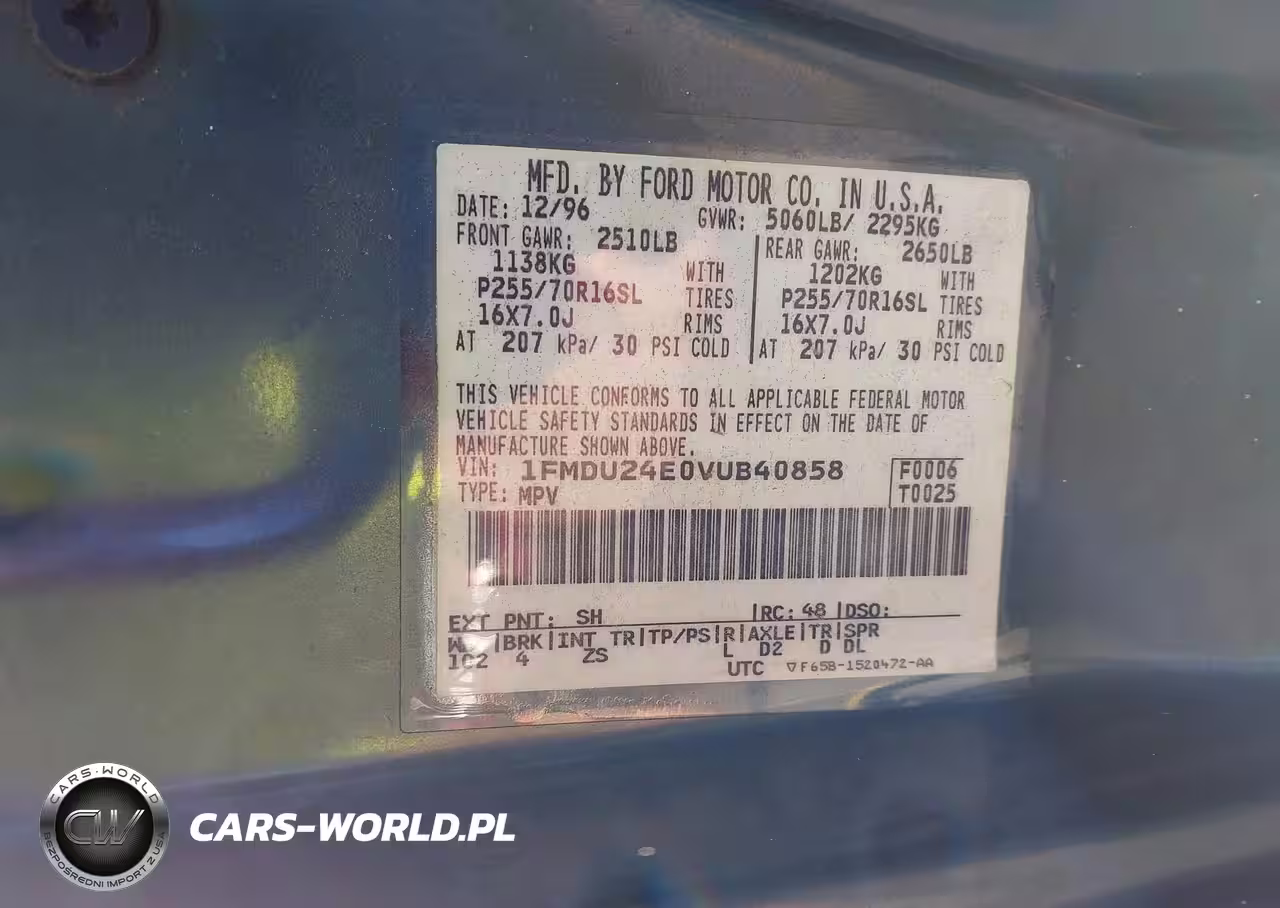 MFD. BY FORD MOTOR CO. IN U.S.A.
DATE: 12/96 GVWR: 5060LB/ 2295KG
FRONT GAWR: 2510LB REAR GAWR: 2650LB
1138KG WITH 1202KG WITH
P255/70R16SL TIRES P255/70R16SL TIRES
16X7.0J RIMS 16X7.0J RIMS
AT 207 kPa/ 30 PSI COLD AT 207 kPa/ 30 PSI COLD
THIS VEHICLE CONFORMS TO ALL APPLICABLE FEDERAL MOTOR
VEHICLE SAFETY STANDARDS IN EFFECT ON THE DATE OF
MANUFACTURE SHOWN ABOVE.
VIN: 1FMDU24E0VUB40858 F0006
TYPE: MPV T0025
EXT PNT: SH RC: 48 DSO:
WB BRK INT TR TP/PS R AXLE TR SPR
102 4 ZS L D2 D DL
UTC ▽F65B-1520472-AA
CARS-WORLD
CW
BEZPOŚREDNI IMPORT Z USA
CARS-WORLD.PL